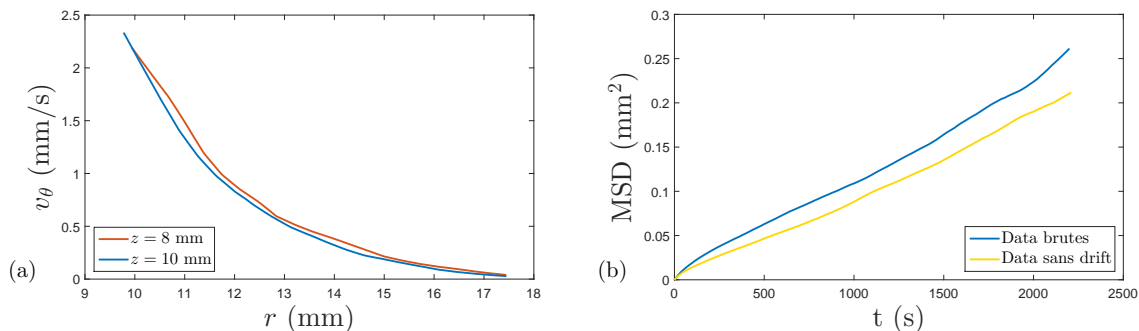 2.5
2
1.5
1
0.5
0
9 10 11 12 13 14 15 16 17 18
v_θ (mm/s)
r (mm)
z = 8 mm
z = 10 mm
(a)
0.3
0.25
0.2
0.15
0.1
0.05
0
0 500 1000 1500 2000 2500
MSD (mm²)
t (s)
Data brutes
Data sans drift
(b)